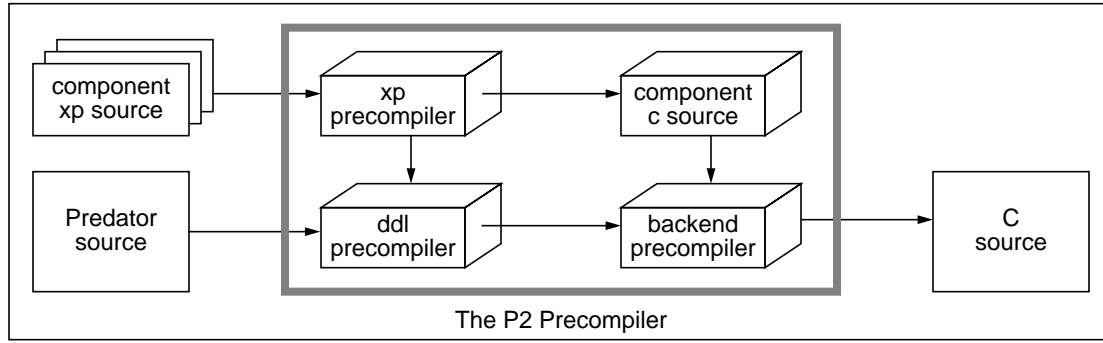 component
xp source
xp
precompiler
component
c source
Predator
source
ddl
precompiler
backend
precompiler
C
source
The P2 Precompiler